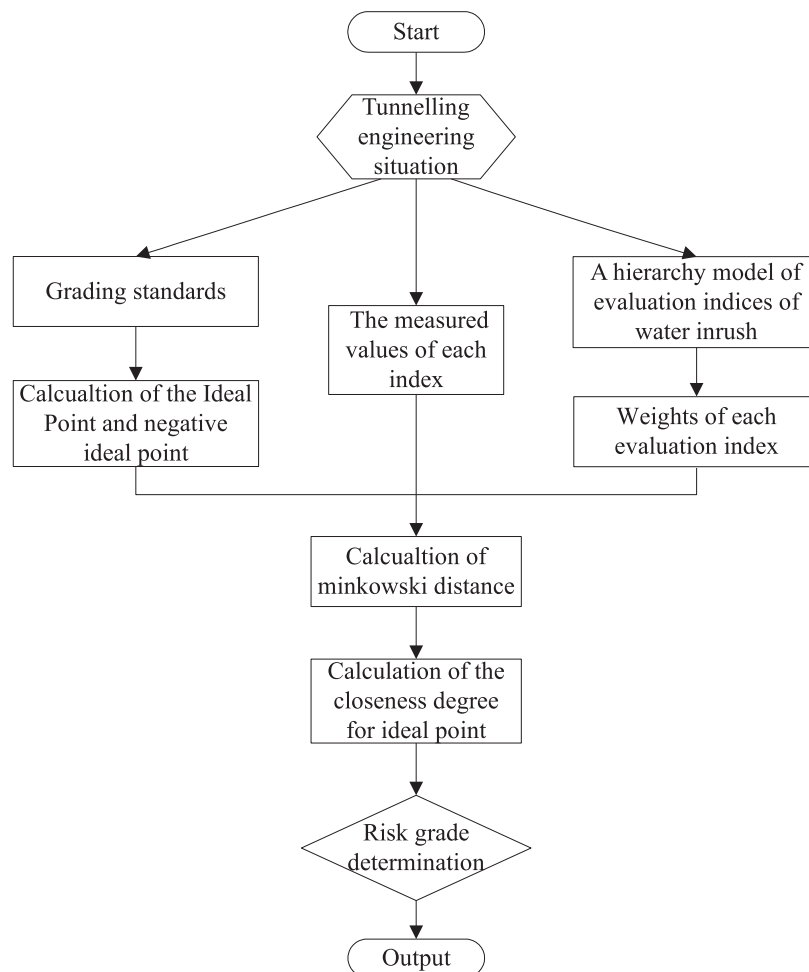 Start
Tunnelling
engineering
situation
Grading standards
The measured
values of each
index
A hierarchy model of
evaluation indices of
water inrush
Calcualtion of the Ideal
Point and negative
ideal point
Weights of each
evaluation index
Calcualtion of
minkowski distance
Calculation of the
closeness degree
for ideal point
Risk grade
determination
Output